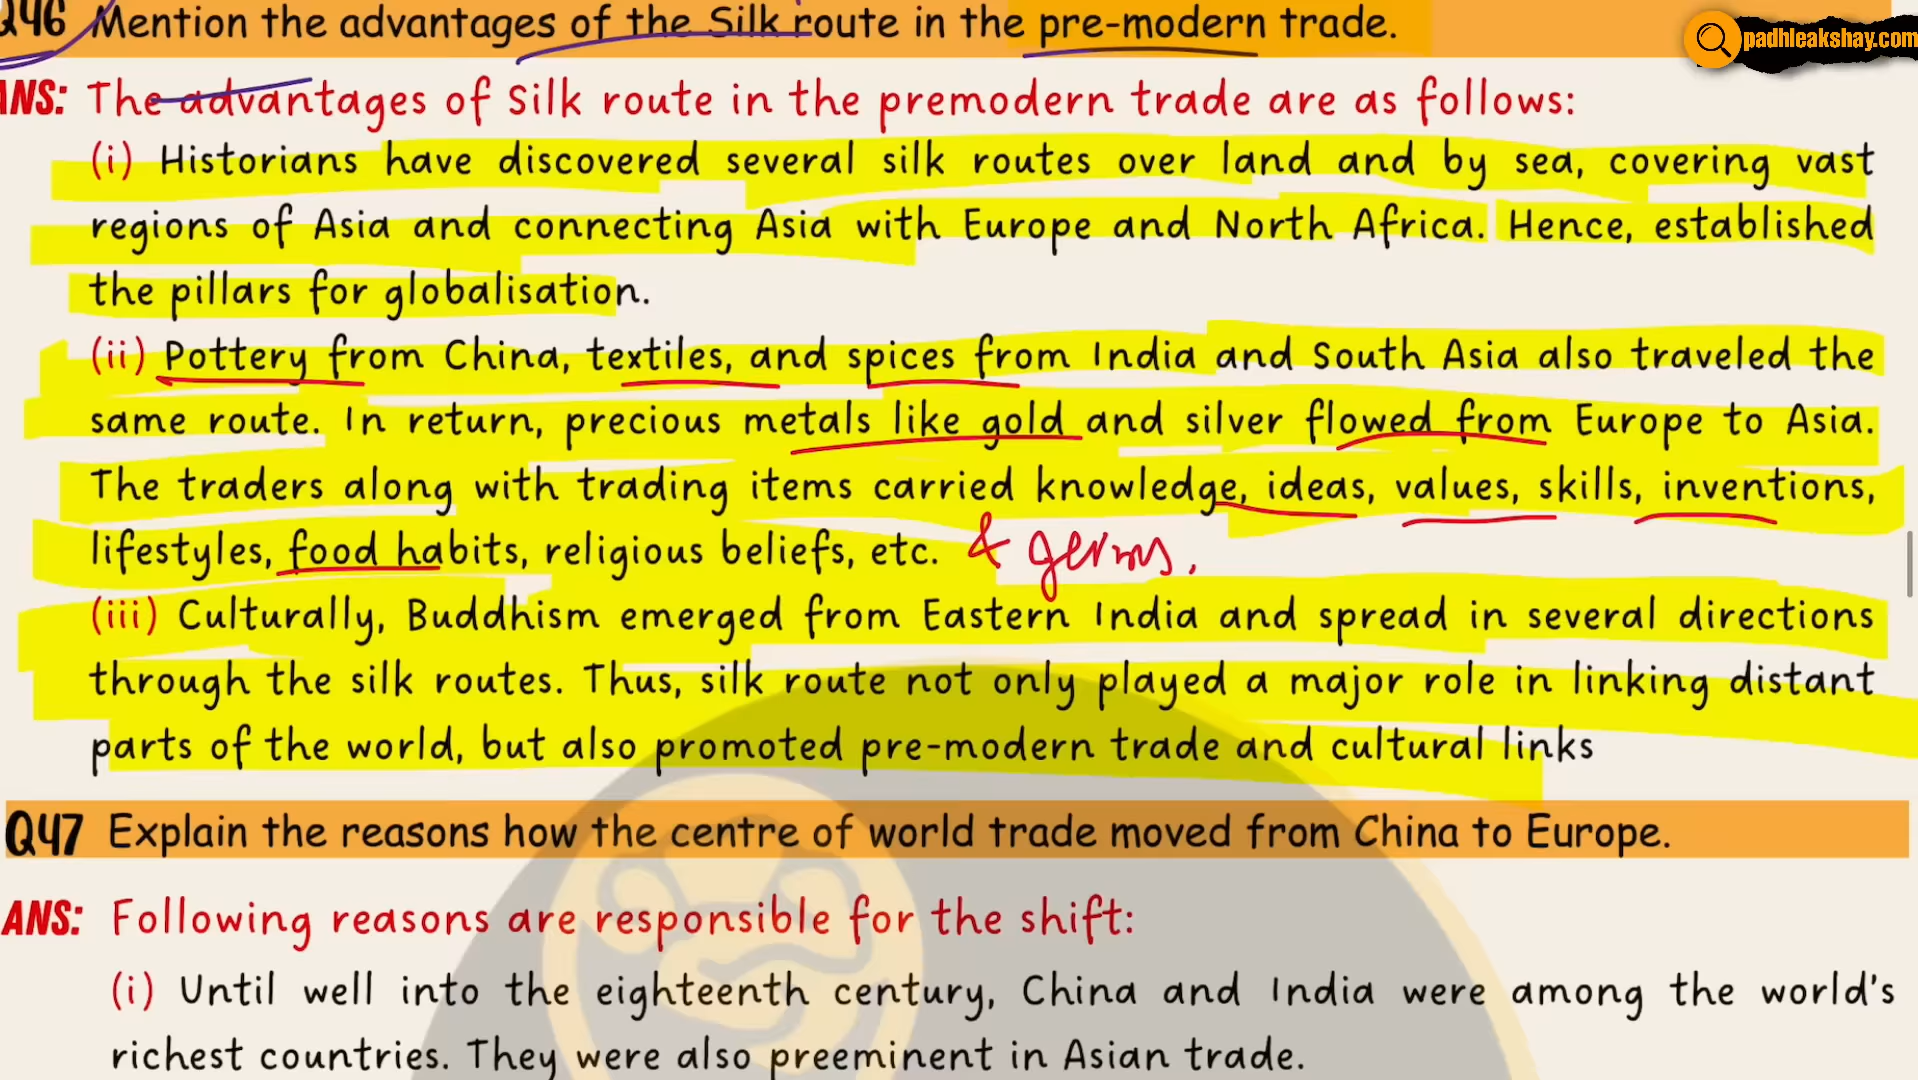 Q46 Mention the advantages of the Silk route in the pre-modern trade.
padhleakshay.com
ANS: The advantages of Silk route in the premodern trade are as follows:
(i) Historians have discovered several silk routes over land and by sea, covering vast
regions of Asia and connecting Asia with Europe and North Africa. Hence, established
the pillars for globalisation.
(ii) Pottery from China, textiles, and spices from India and South Asia also traveled the
same route. In return, precious metals like gold and silver flowed from Europe to Asia.
The traders along with trading items carried knowledge, ideas, values, skills, inventions,
lifestyles, food habits, religious beliefs, etc. & germs.
(iii) Culturally, Buddhism emerged from Eastern India and spread in several directions
through the silk routes. Thus, silk route not only played a major role in linking distant
parts of the world, but also promoted pre-modern trade and cultural links
Q47 Explain the reasons how the centre of world trade moved from China to Europe.
ANS: Following reasons are responsible for the shift:
(i) Until well into the eighteenth century, China and India were among the world's
richest countries. They were also preeminent in Asian trade.